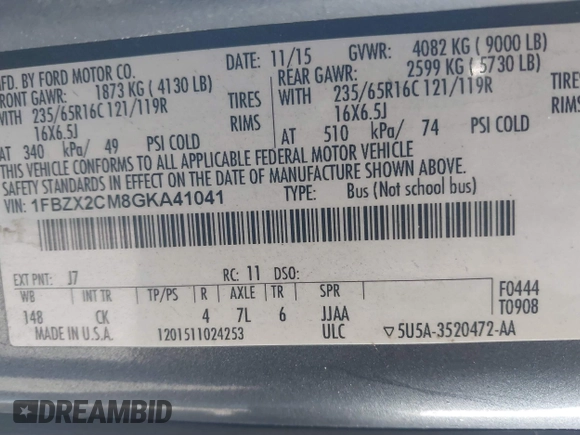 MFG. BY FORD MOTOR CO.
DATE: 11/15 GVWR: 4082 KG ( 9000 LB)
FRONT GAWR: 1873 KG ( 4130 LB) REAR GAWR: 2599 KG ( 5730 LB)
WITH 235/65R16C 121/119R TIRES WITH 235/65R16C 121/119R TIRES
16X6.5J RIMS 16X6.5J RIMS
AT 340 kPa/ 49 PSI COLD AT 510 kPa/ 74 PSI COLD
THIS VEHICLE CONFORMS TO ALL APPLICABLE FEDERAL MOTOR VEHICLE
SAFETY STANDARDS IN EFFECT ON THE DATE OF MANUFACTURE SHOWN ABOVE.
VIN: 1FBZX2CM8GKA41041 TYPE: Bus (Not school bus)
EXT PNT: J7 RC: 11 DSO:
WB INT TR TP/PS R AXLE TR SPR F0444
148 CK 4 7L 6 JJAA T0908
MADE IN U.S.A. 1201511024253 ULC ▽5U5A-3520472-AA
DREAMBID